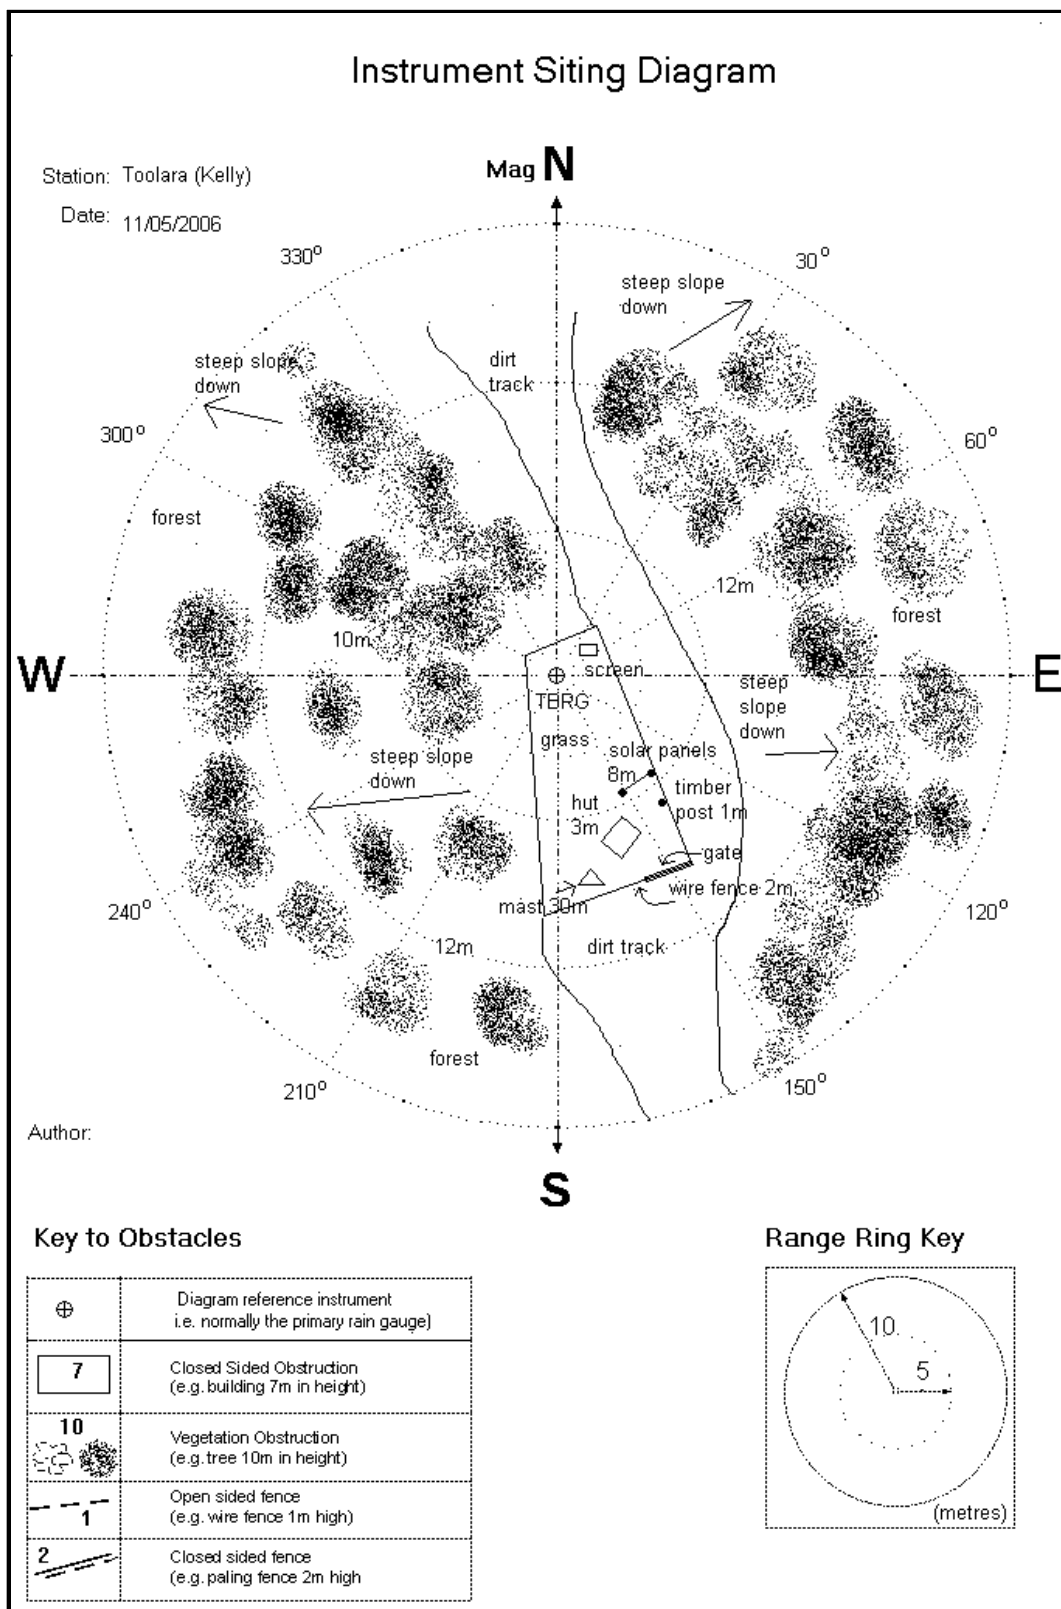 Instrument Siting Diagram
Station: Toolara (Kelly)
Date: 11/05/2006
Mag N
330°
30°
steep slope
down
steep slope
down
dirt
track
300°
60°
forest
12m
forest
10m
W
E
screen
TBRG
steep
slope
down
grass
steep slope
down
solar panels
8m
hut
3m
timber
post 1m
gate
wire fence 2m
mast 30m
240°
120°
12m
dirt track
forest
210°
150°
Author:
S
Key to Obstacles
Diagram reference instrument
i.e. normally the primary rain gauge)
7
Closed Sided Obstruction
(e.g. building 7m in height)
10
Vegetation Obstruction
(e.g. tree 10m in height)
Open sided fence
1
(e.g. wire fence 1m high)
2
Closed sided fence
(e.g. paling fence 2m high
Range Ring Key
10
5
(metres)